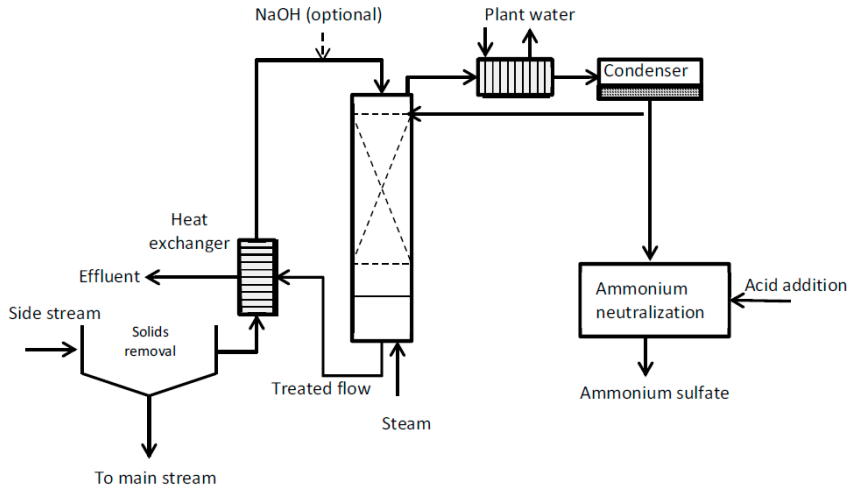 NaOH (optional)
Plant water
Condenser
Heat
exchanger
Effluent
Side stream
Solids
removal
Treated flow
Steam
To main stream
Ammonium
neutralization
Acid addition
Ammonium sulfate